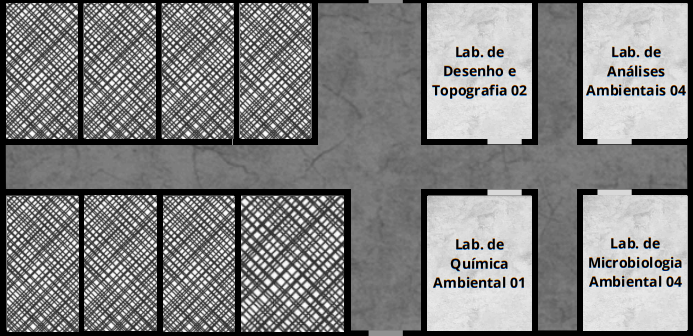 Lab. de
Desenho e
Topografia 02
Lab. de
Análises
Ambientais 04
Lab. de
Química
Ambiental 01
Lab. de
Microbiologia
Ambiental 04